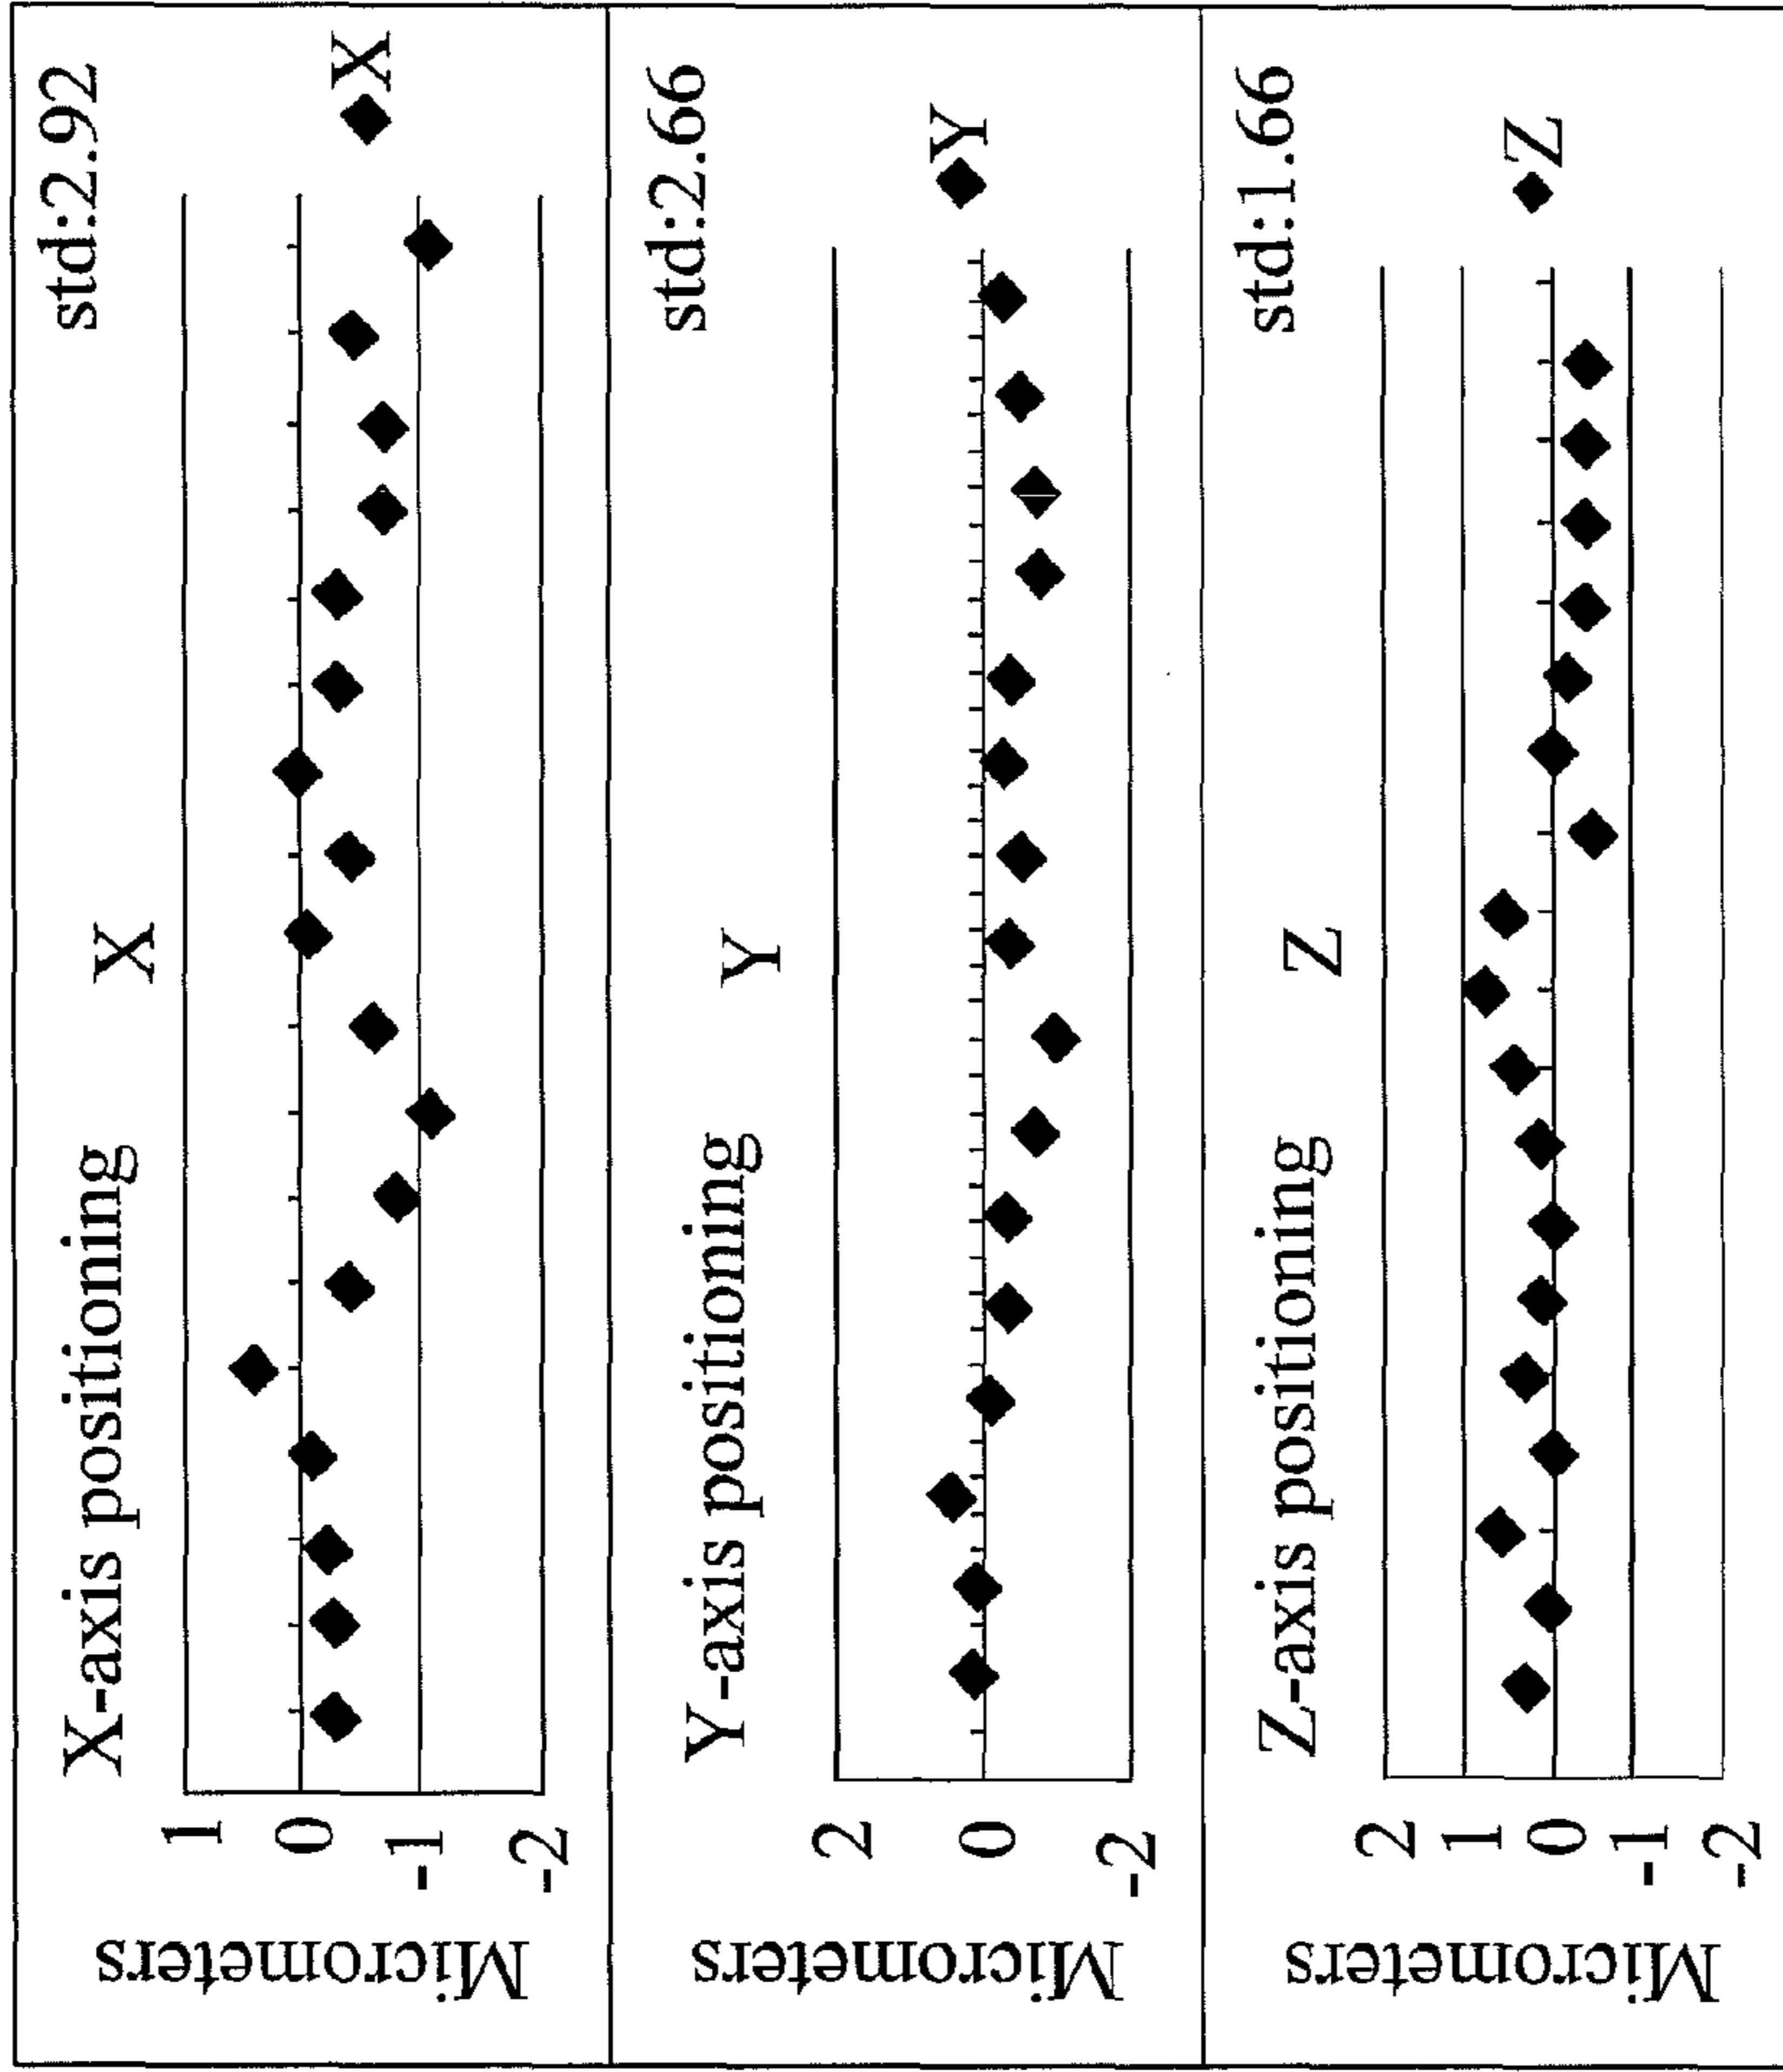 X-axis positioning
X
std:2.92
1
0
-1
-2
Micrometers
X
Y-axis positioning
Y
std:2.66
2
0
-2
Micrometers
Y
Z-axis positioning
Z
std:1.66
2
1
0
-1
-2
Micrometers
Z